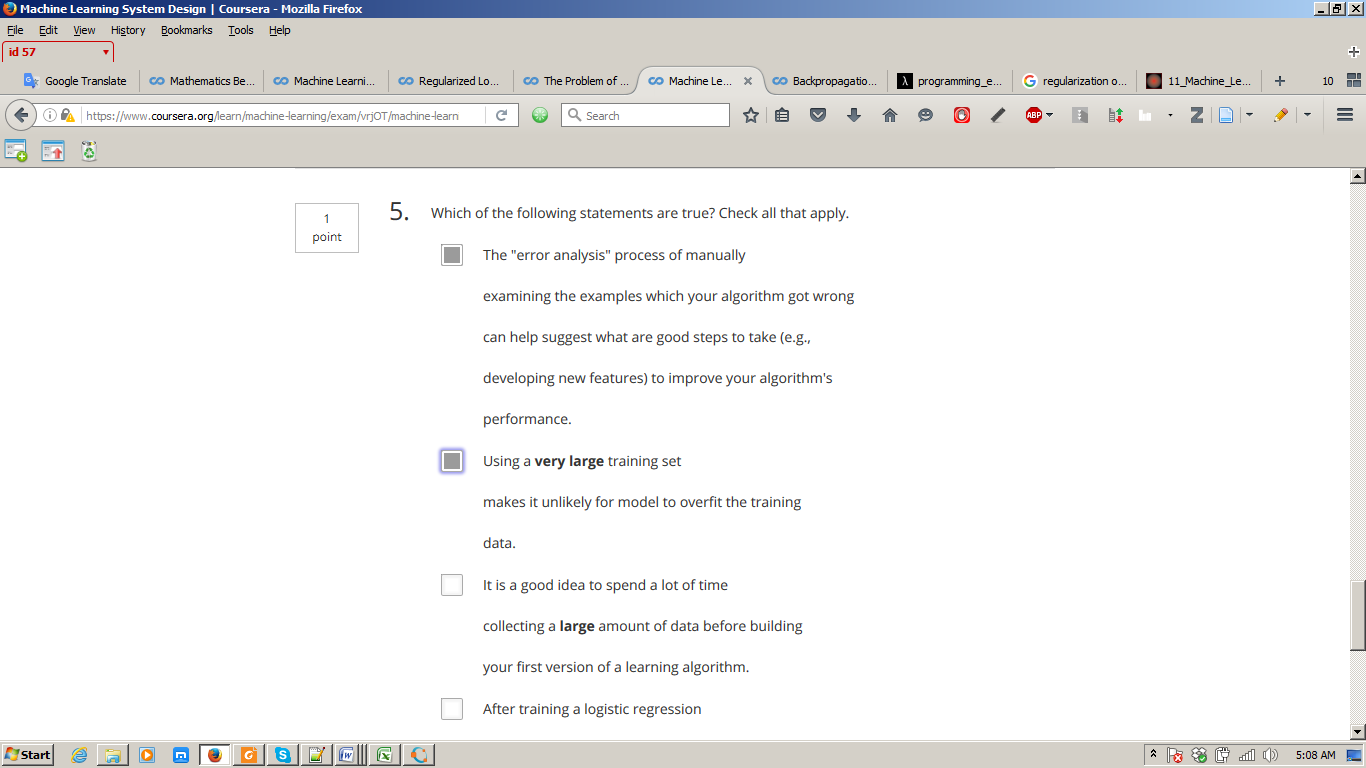 Machine Learning System Design | Coursera - Mozilla Firefox
File Edit View History Bookmarks Tools Help
id 57
Google Translate
Mathematics Be...
Machine Learni...
Regularized Lo...
The Problem of ...
Machine Le...
Backpropagatio...
programming_e...
regularization o...
11_Machine_Le...
10
https://www.coursera.org/learn/machine-learning/exam/vrjOT/machine-learn
Search
ABP
1
point
5. Which of the following statements are true? Check all that apply.
The "error analysis" process of manually
examining the examples which your algorithm got wrong
can help suggest what are good steps to take (e.g.,
developing new features) to improve your algorithm's
performance.
Using a very large training set
makes it unlikely for model to overfit the training
data.
It is a good idea to spend a lot of time
collecting a large amount of data before building
your first version of a learning algorithm.
After training a logistic regression
Start
5:08 AM